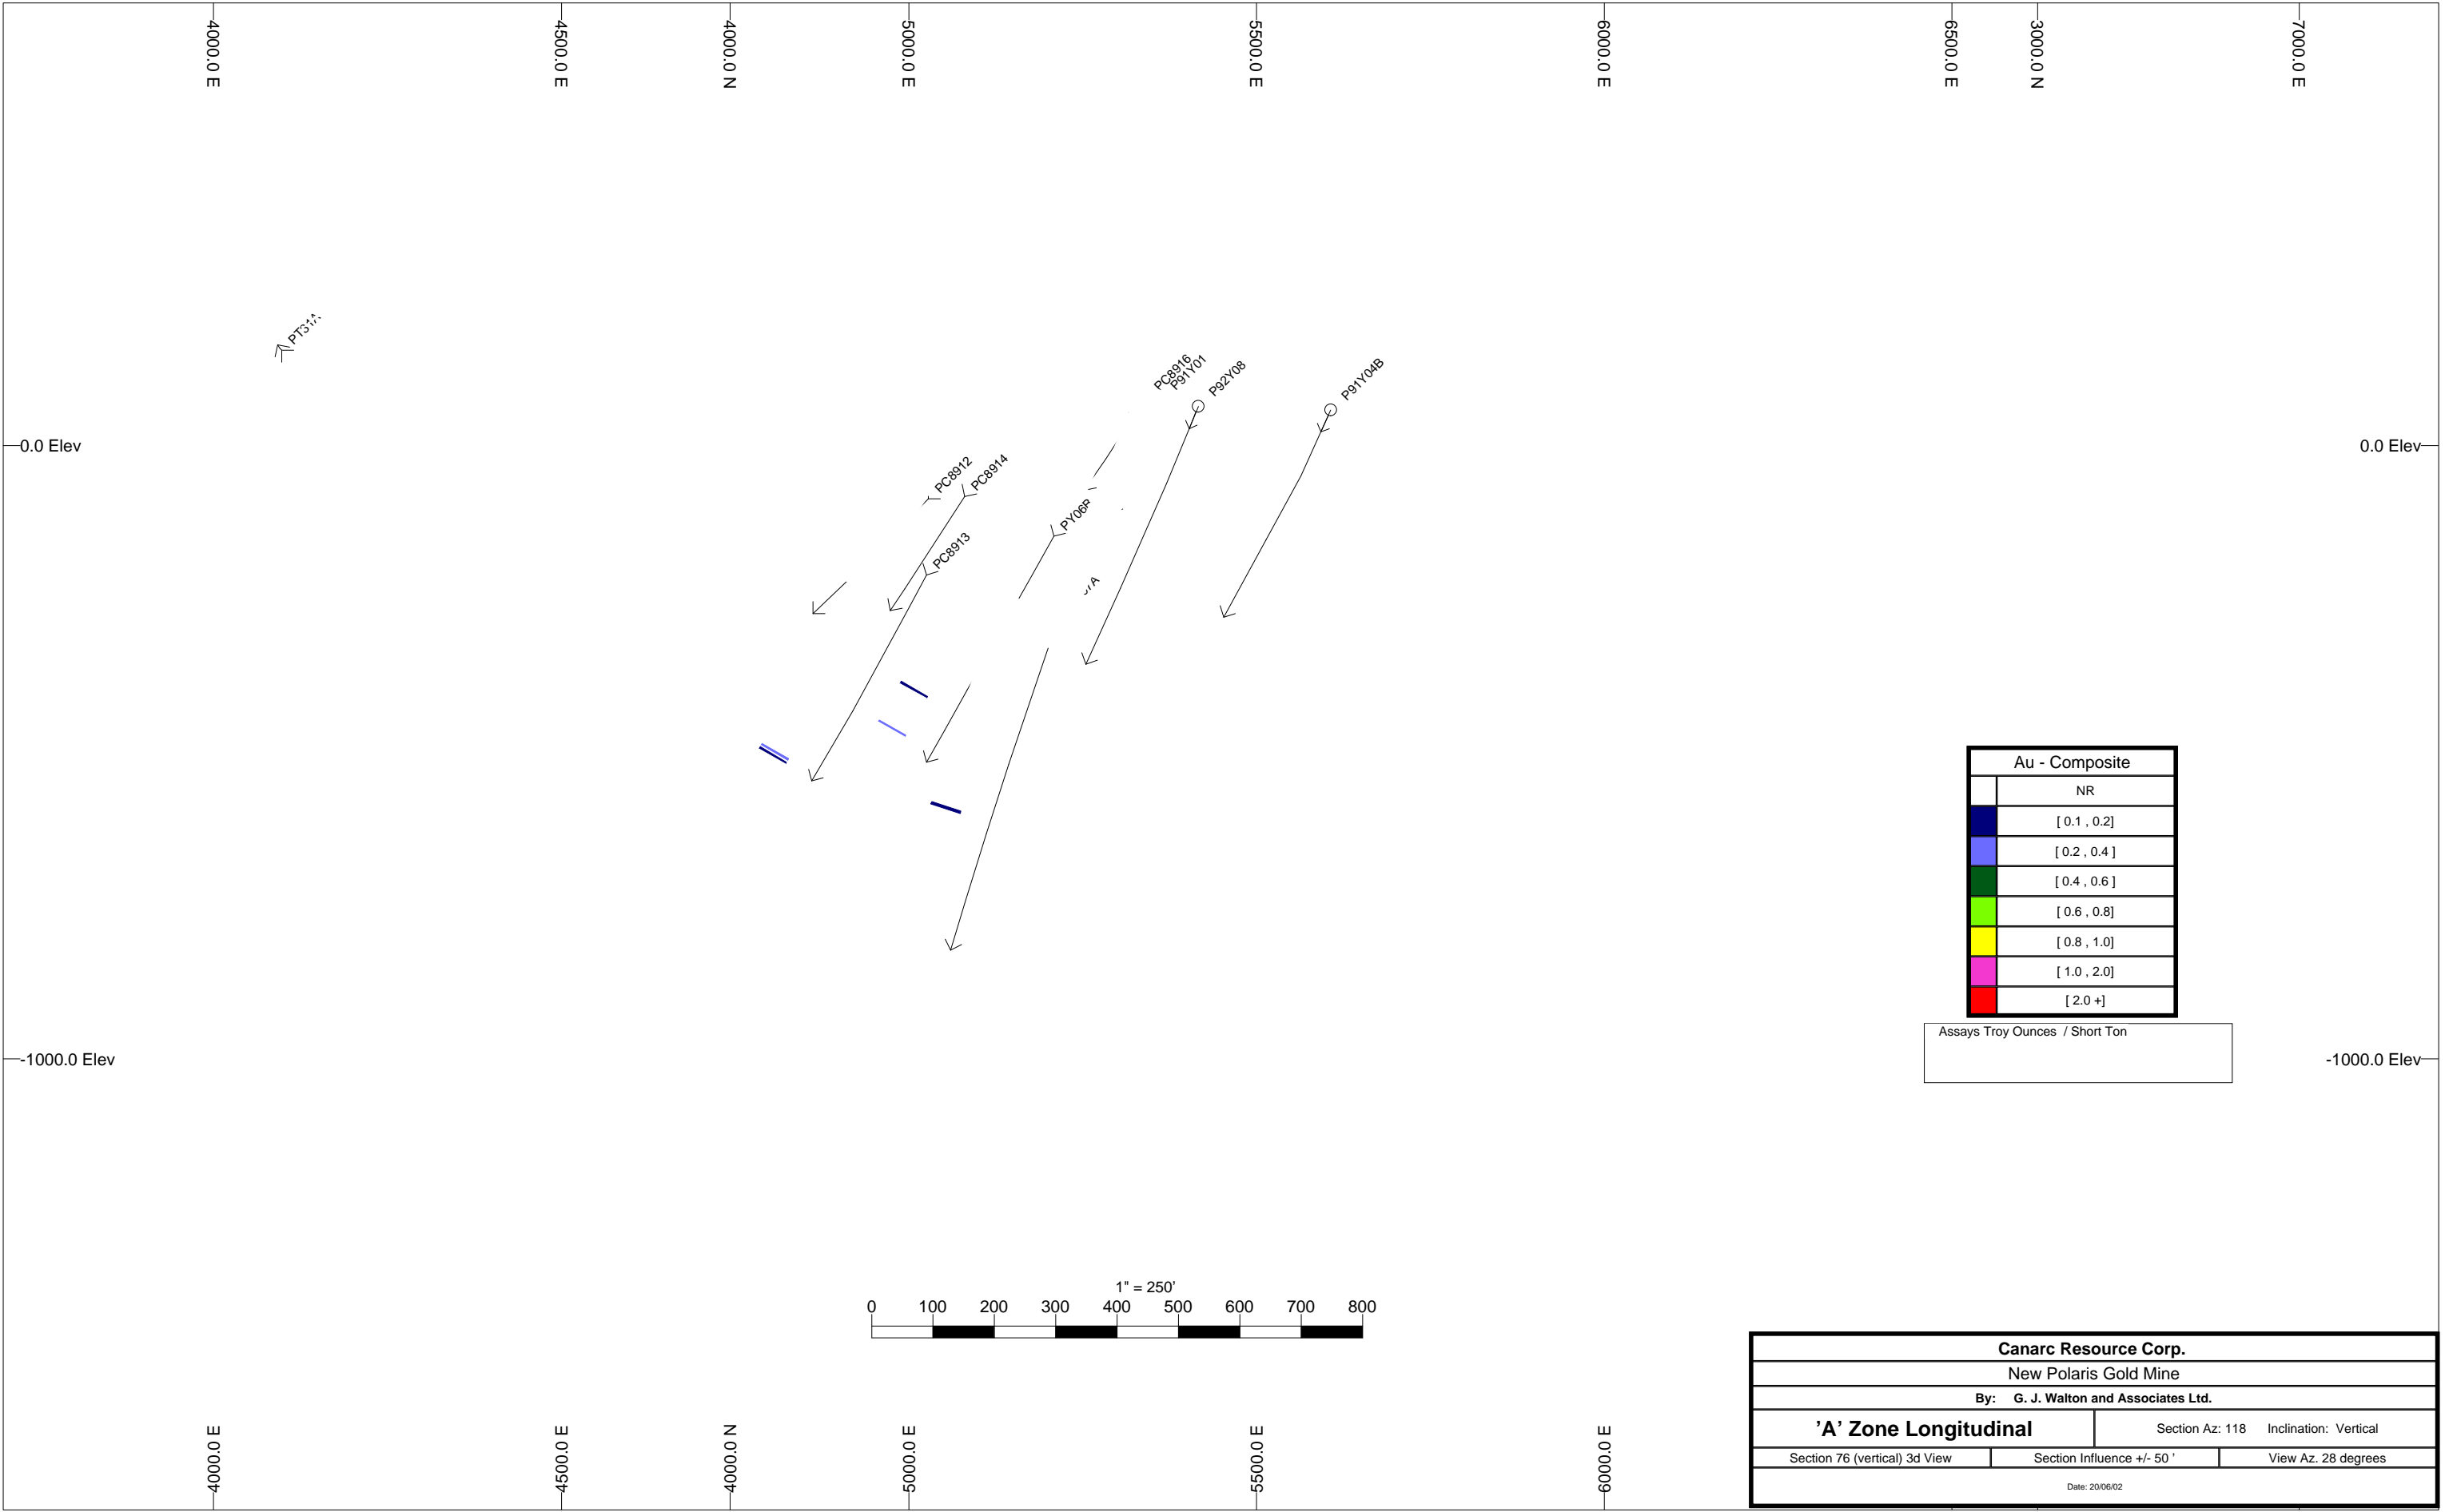 4000.0 E
4500.0 E
4000.0 N
5000.0 E
5500.0 E
6000.0 E
6500.0 E
3000.0 N
7000.0 E
PC8916
P91Y01
P92Y08
P91Y04B
0.0 Elev
0.0 Elev
PC8912
PC8914
PC8913
Au - Composite
NR
[ 0.1 , 0.2]
[ 0.2 , 0.4 ]
[ 0.4 , 0.6 ]
[ 0.6 , 0.8]
[ 0.8 , 1.0]
[ 1.0 , 2.0]
[ 2.0 +]
Assays Troy Ounces / Short Ton
-1000.0 Elev
-1000.0 Elev
1" = 250'
0 100 200 300 400 500 600 700 800
Canarc Resource Corp.
New Polaris Gold Mine
By: G. J. Walton and Associates Ltd.
'A' Zone Longitudinal
Section Az: 118 Inclination: Vertical
Section 76 (vertical) 3d View
Section Influence +/- 50 '
View Az. 28 degrees
Date: 20/06/02
4000.0 E
4500.0 E
4000.0 N
5000.0 E
5500.0 E
6000.0 E